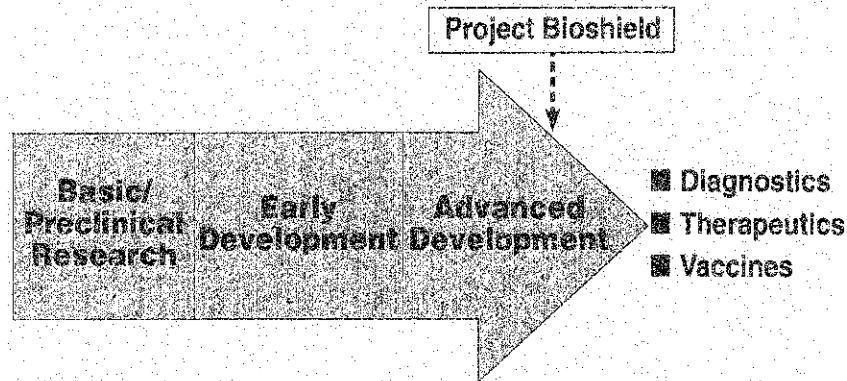 Project Bioshield
Basic/
Preclinical
Research
Early
Development
Advanced
Development
Diagnostics
Therapeutics
Vaccines